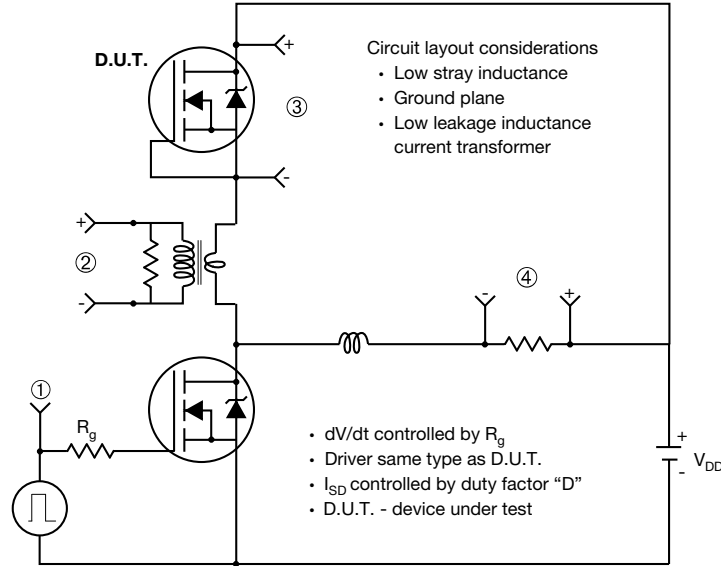 D.U.T.
+
-
③
Circuit layout considerations
• Low stray inductance
• Ground plane
• Low leakage inductance
current transformer
+
②
-
④
- +
①
R_g
• dV/dt controlled by R_g
• Driver same type as D.U.T.
• I_SD controlled by duty factor “D”
• D.U.T. - device under test
+
V_DD
-